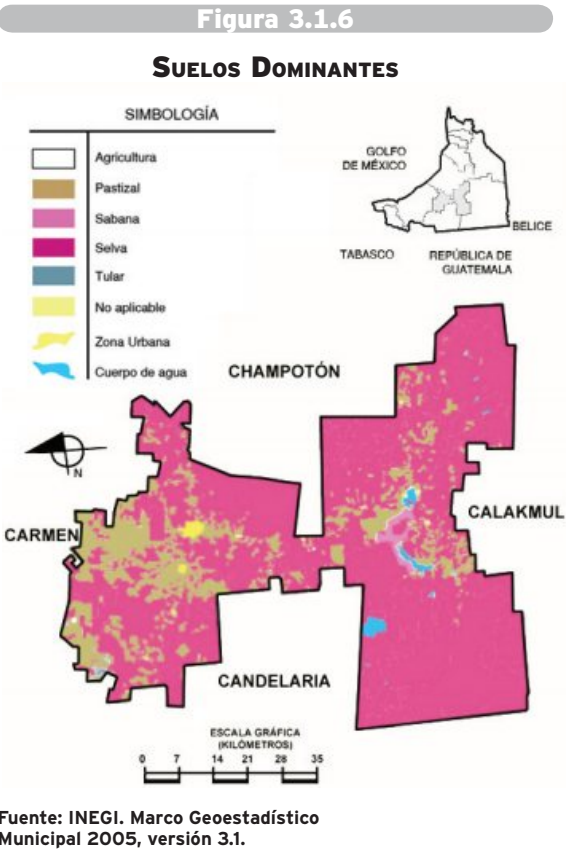 Figura 3.1.6
SUELOS DOMINANTES
SIMBOLOGÍA
Agricultura
Pastizal
Sabana
Selva
Tular
No aplicable
Zona Urbana
Cuerpo de agua
GOLFO
DE MÉXICO
BELICE
TABASCO
REPÚBLICA DE
GUATEMALA
CHAMPOTÓN
N
CARMEN
CALAKMUL
CANDELARIA
ESCALA GRÁFICA
(KILÓMETROS)
0 7 14 21 28 35
Fuente: INEGI. Marco Geoestadístico
Municipal 2005, versión 3.1.